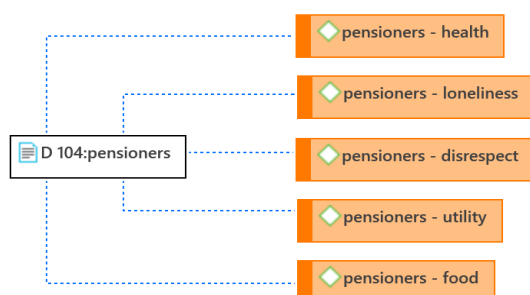 pensioners - health
pensioners - loneliness
D 104:pensioners
pensioners - disrespect
pensioners - utility
pensioners - food